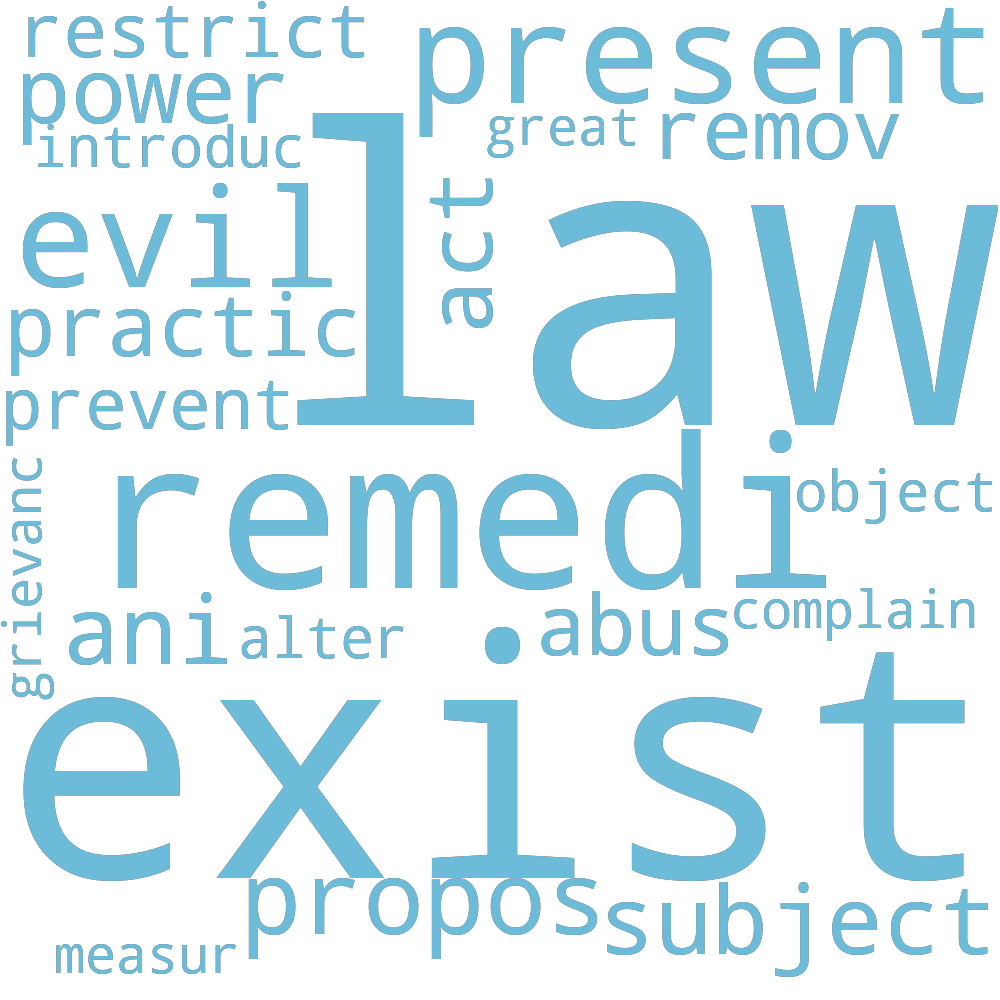 restrict
present
power
great
remov
introduc
law
act
evil
practic
prevent
remedi
object
grievanc
ani
alter
abus
complain
exist
propos
subject
measur